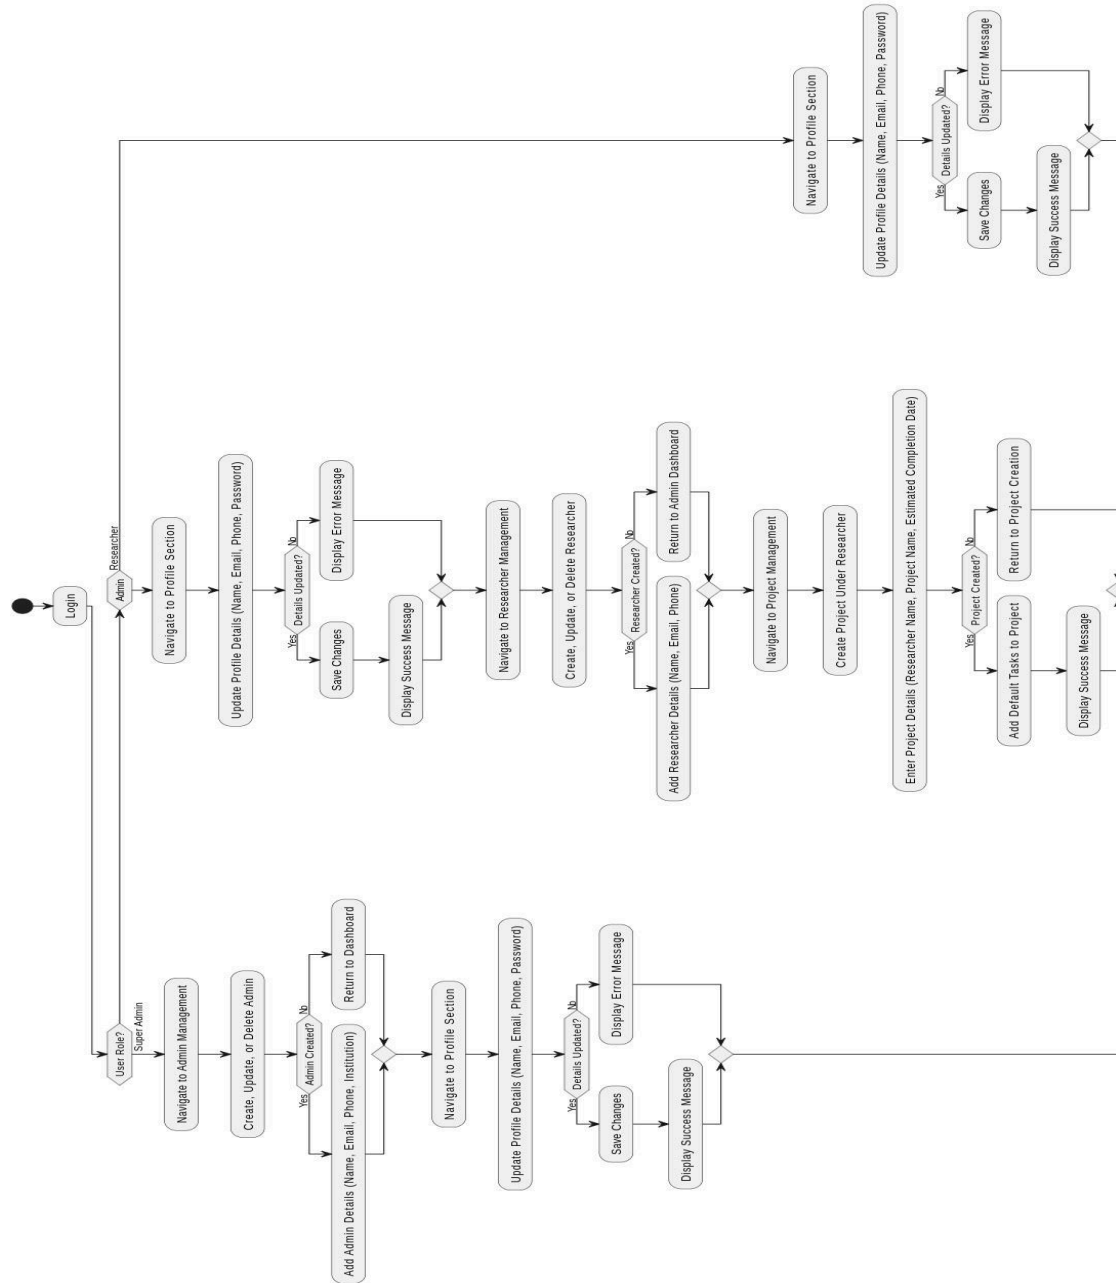 Login
User Role?
Super Admin
Navigate to Admin Management
Create, Update, or Delete Admin
Admin Created?
Yes
No
Add Admin Details (Name, Email, Phone, Institution)
Return to Dashboard
Navigate to Profile Section
Update Profile Details (Name, Email, Phone, Password)
Details Updated?
Yes
No
Save Changes
Display Error Message
Display Success Message
Admin
Researcher
Navigate to Profile Section
Update Profile Details (Name, Email, Phone, Password)
Details Updated?
Yes
No
Save Changes
Display Error Message
Display Success Message
Navigate to Researcher Management
Create, Update, or Delete Researcher
Researcher Created?
Yes
No
Add Researcher Details (Name, Email, Phone)
Return to Admin Dashboard
Navigate to Project Management
Create Project Under Researcher
Enter Project Details (Researcher Name, Project Name, Estimated Completion Date)
Project Created?
Yes
No
Add Default Tasks to Project
Return to Project Creation
Display Success Message
Navigate to Profile Section
Update Profile Details (Name, Email, Phone, Password)
Details Updated?
Yes
No
Save Changes
Display Error Message
Display Success Message